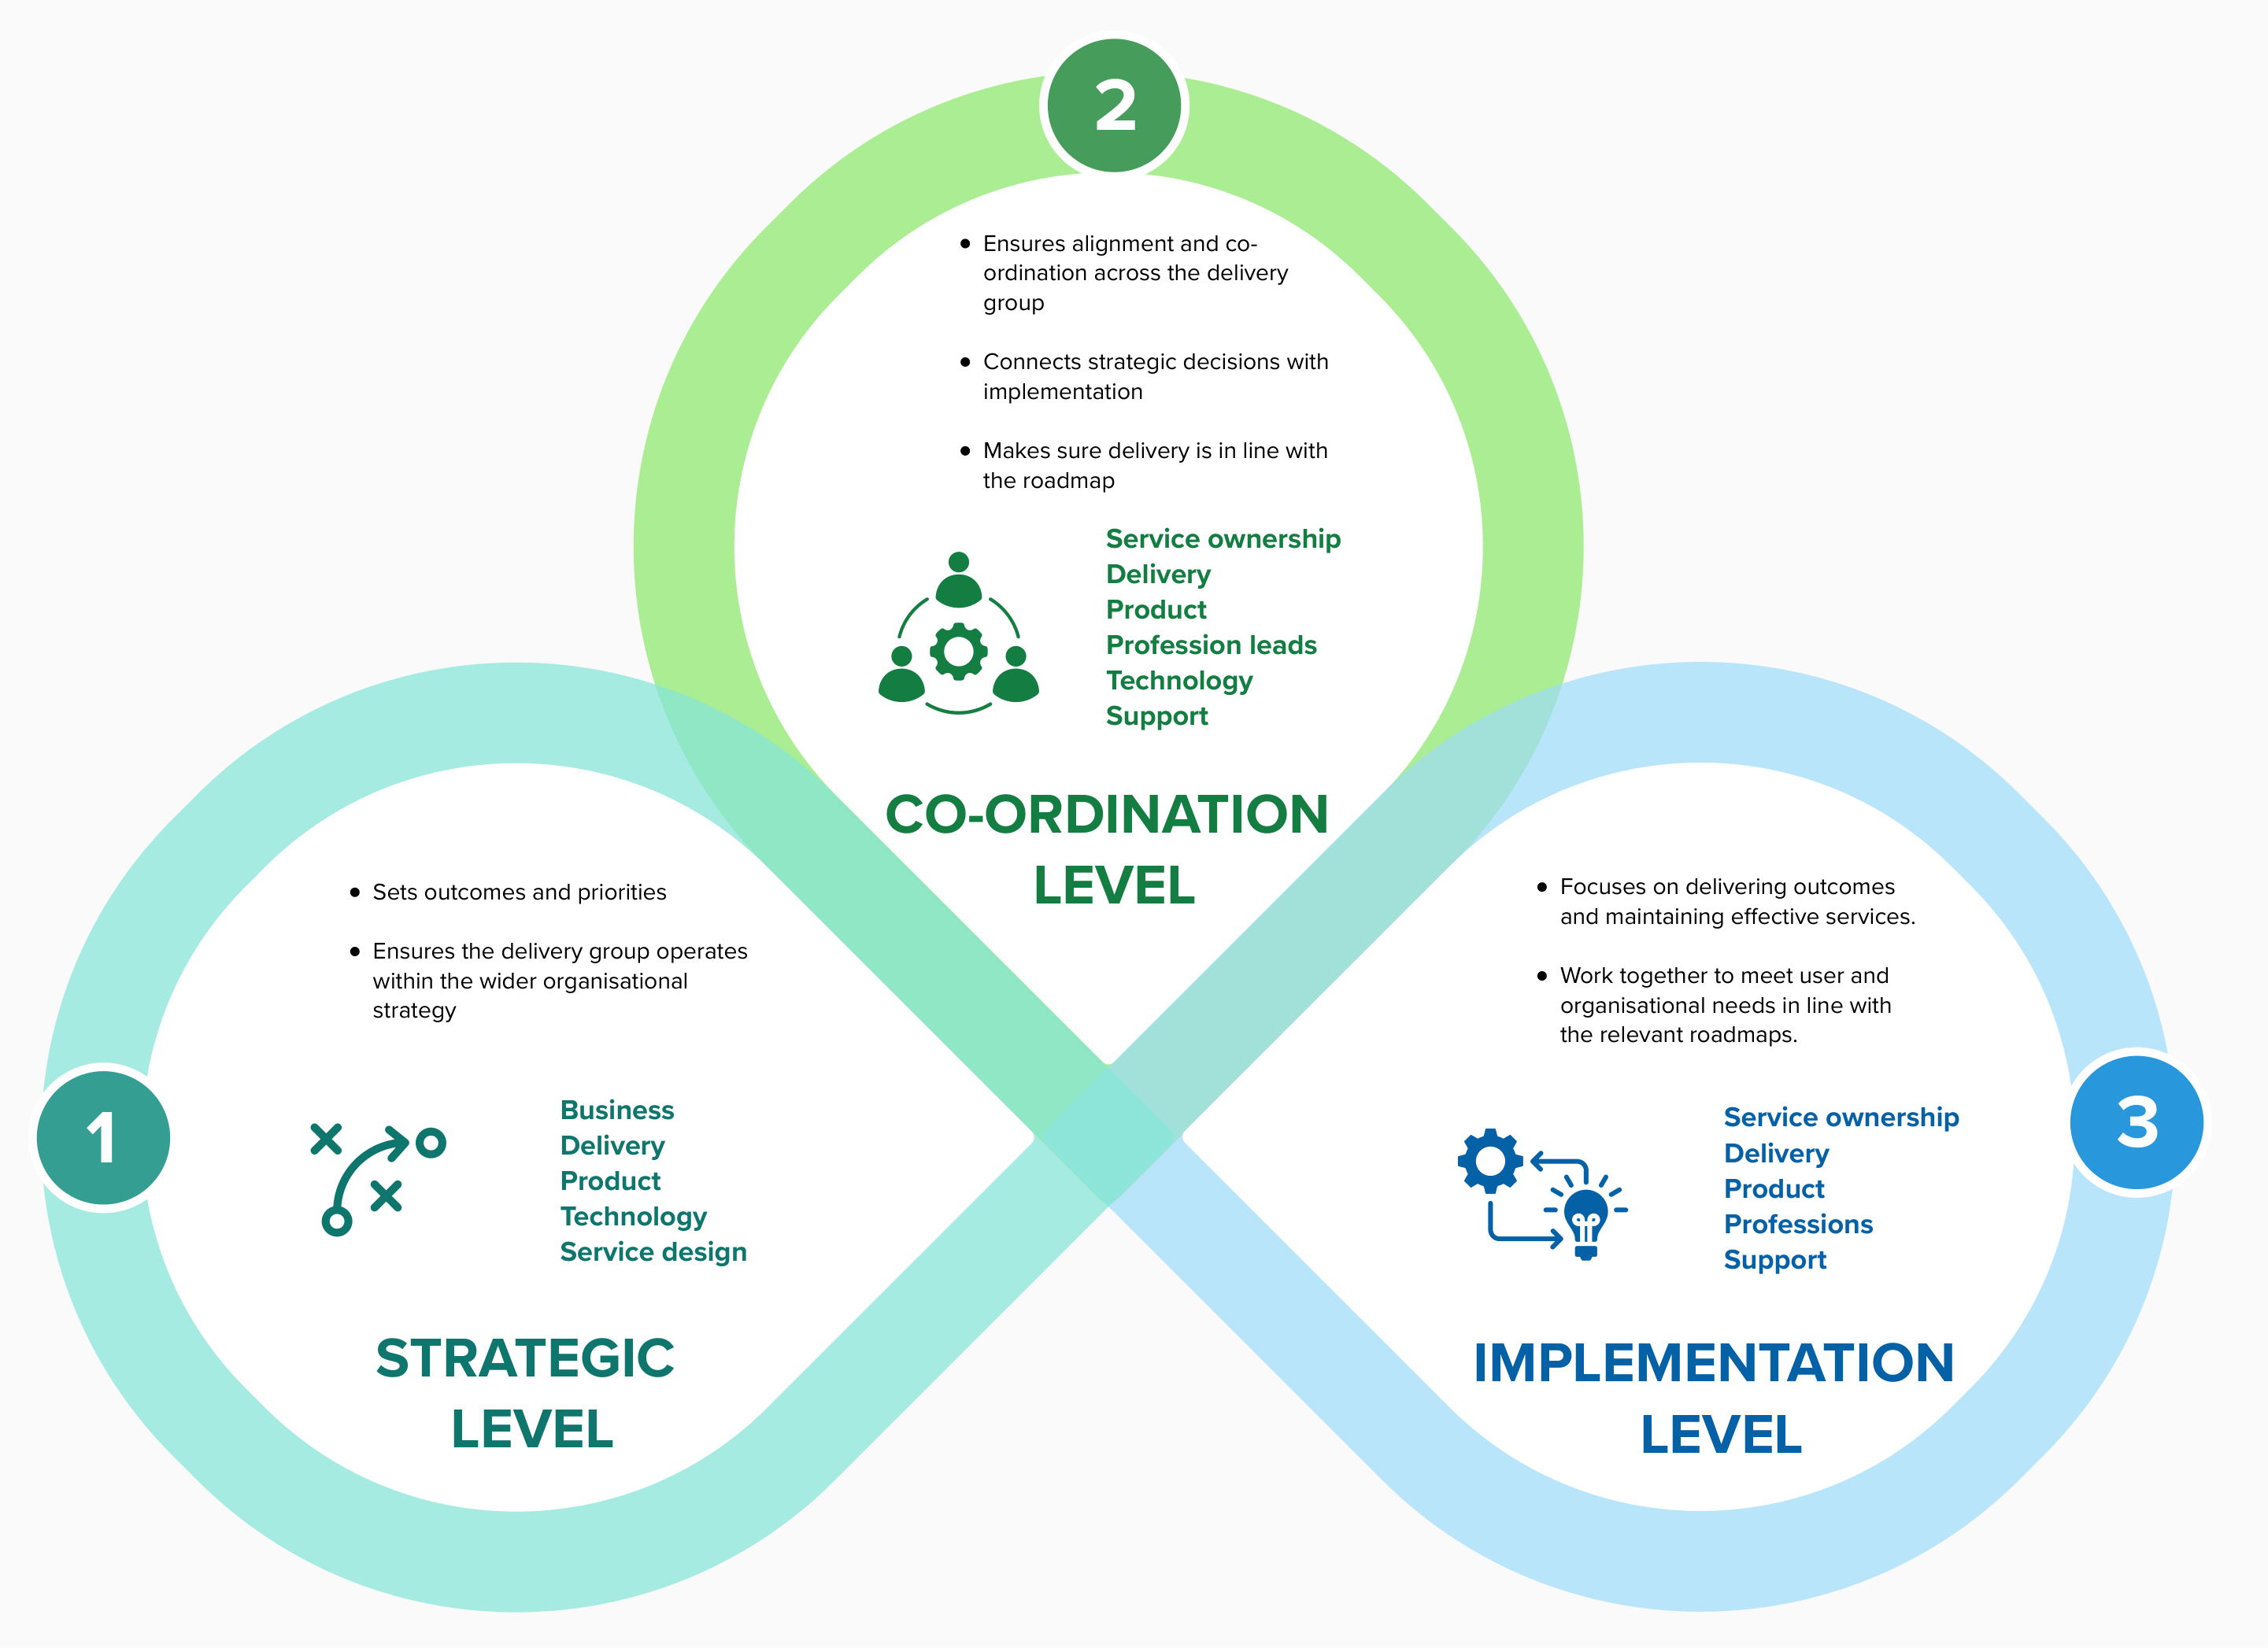 1
• Sets outcomes and priorities
• Ensures the delivery group operates
within the wider organisational
strategy
Business
Delivery
Product
Technology
Service design
STRATEGIC
LEVEL
2
• Ensures alignment and co-
ordination across the delivery
group
• Connects strategic decisions with
implementation
• Makes sure delivery is in line with
the roadmap
Service ownership
Delivery
Product
Profession leads
Technology
Support
CO-ORDINATION
LEVEL
3
• Focuses on delivering outcomes
and maintaining effective services.
• Work together to meet user and
organisational needs in line with
the relevant roadmaps.
Service ownership
Delivery
Product
Professions
Support
IMPLEMENTATION
LEVEL